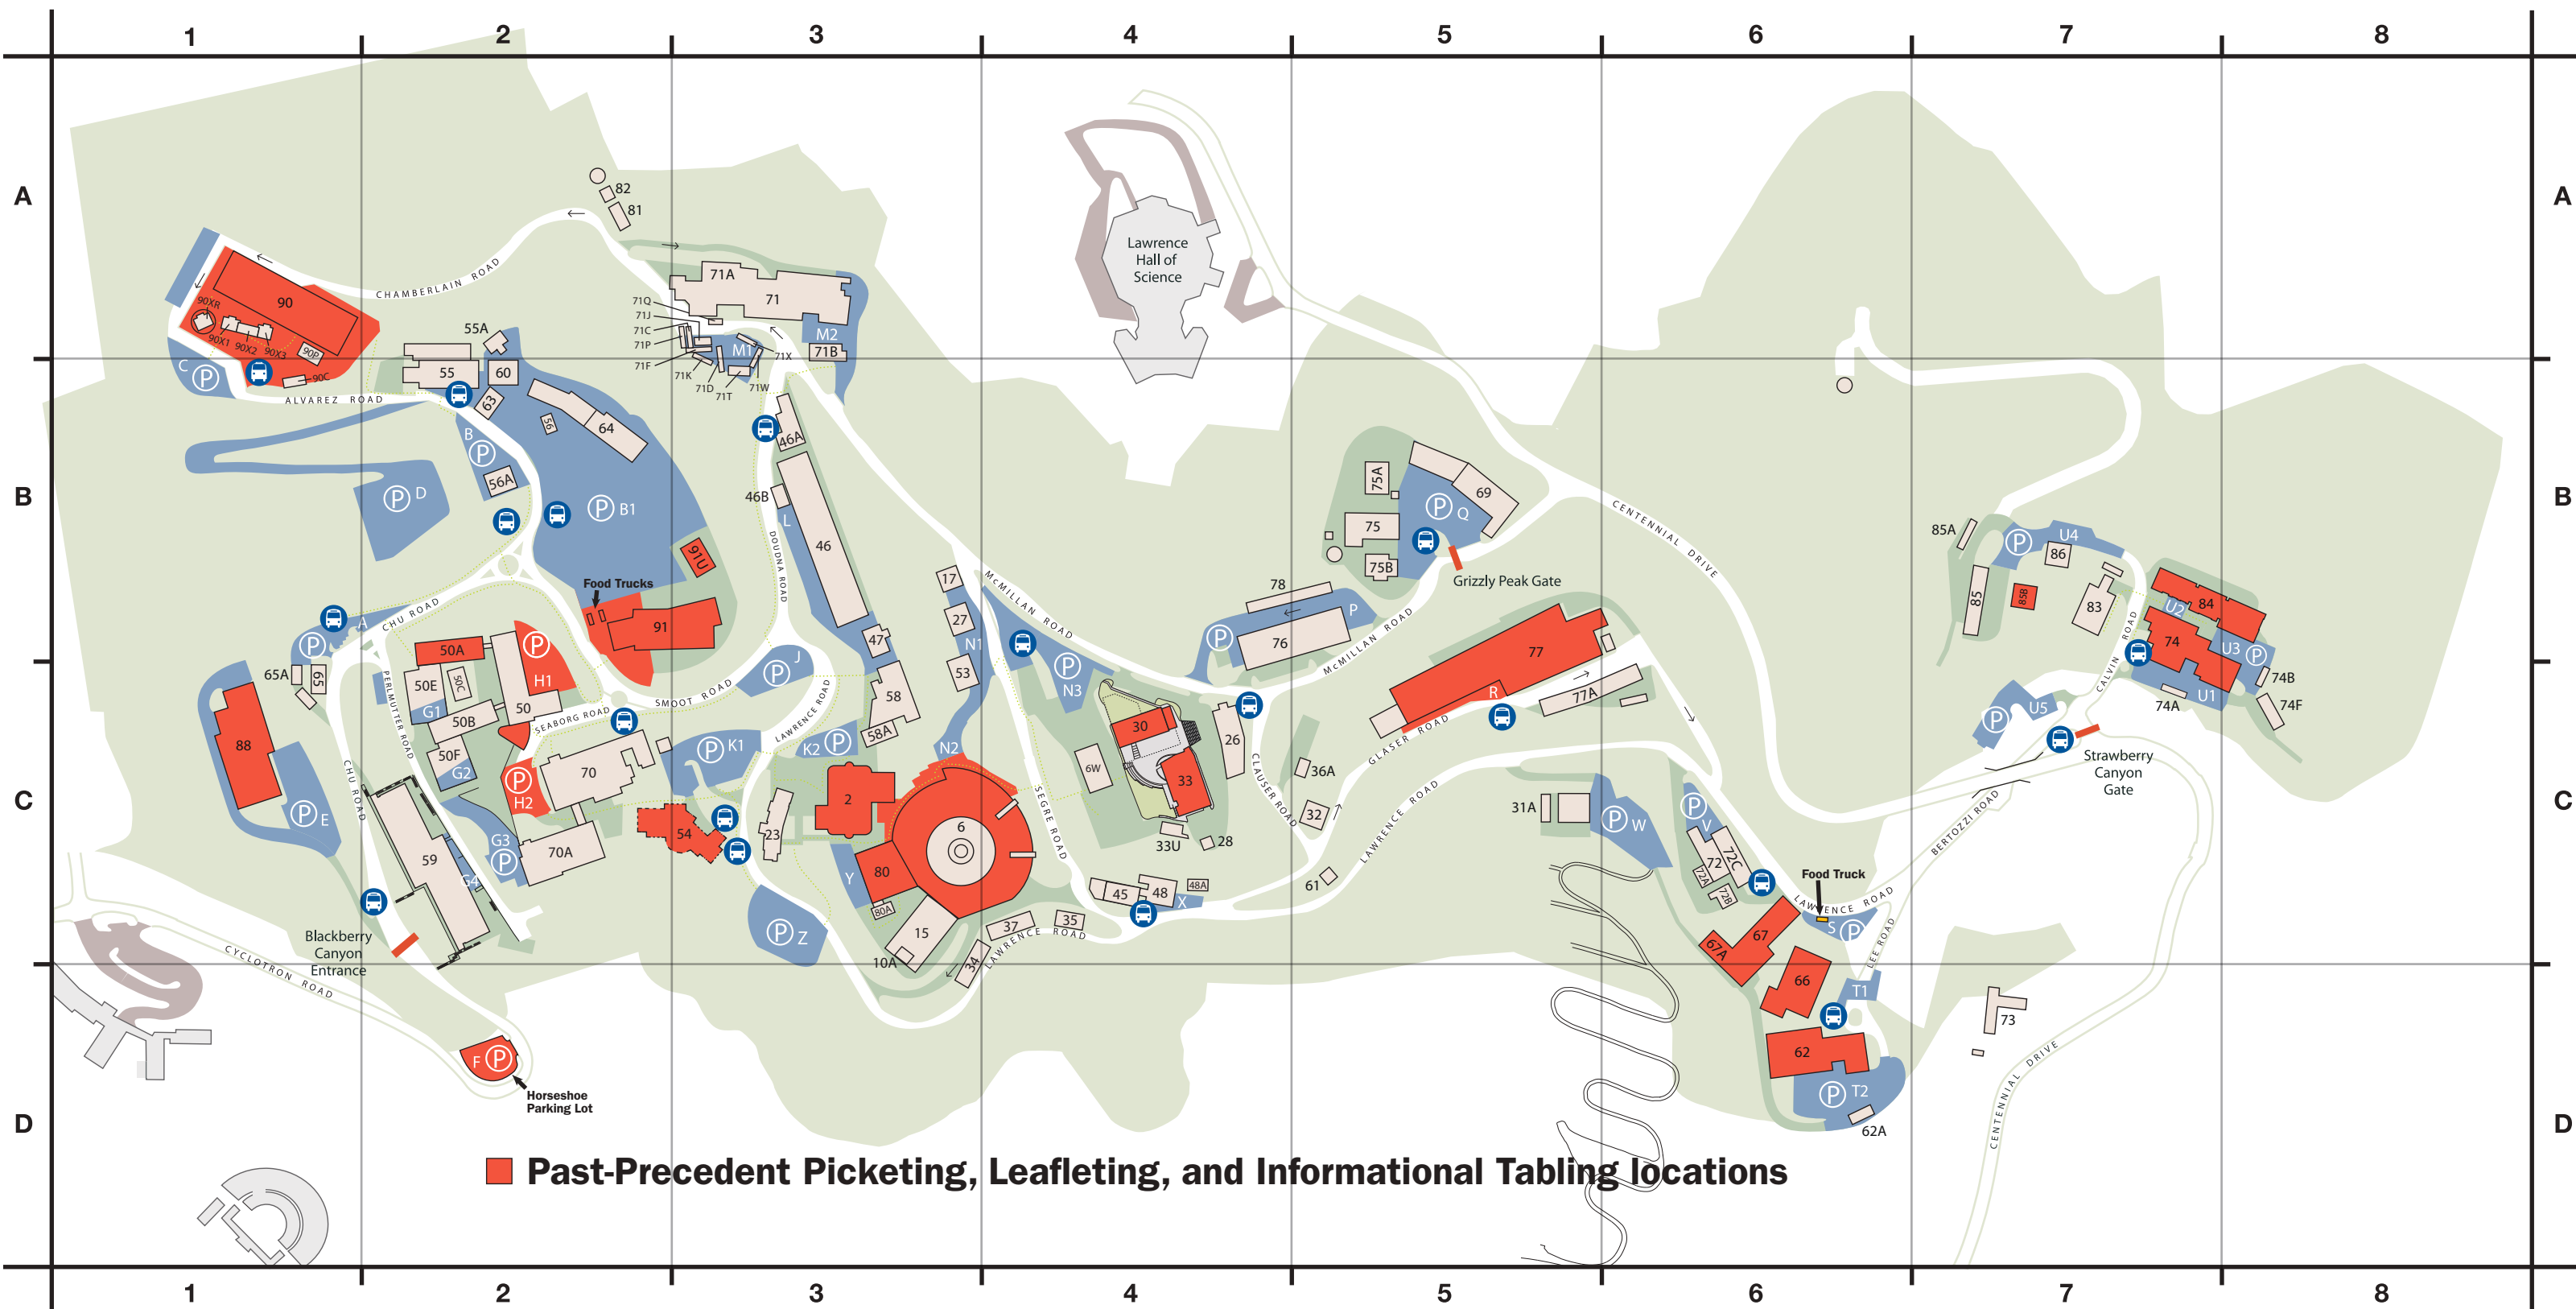 1 2 3 4 5 6 7 8
A
A
82
81
Lawrence
Hall of
Science
CHAMBERLAIN ROAD
90
90XR
90X1 90X2 90X3 90P
90C
C P
ALVAREZ ROAD
71A
71
71Q
71J
71C
71P
71F
71K
71D
71T
71W
71X
M1
M2
71B
55A
55
60
63
56
64
B
P
56A
P D
P B1
B
B
46A
46B
L
46
DOUDNA ROAD
91U
Food Trucks
91
17
27
N1
53
47
McMILLAN ROAD
P
N3
75A
75
75B
69
P Q
Grizzly Peak Gate
78
P
P
76
McMILLAN ROAD
CENTENNIAL DRIVE
85A
85
P
U4
86
85B
83
84
U2
74
U3 P
U1
74A
74B
74F
CALVIN ROAD
P U5
Strawberry
Canyon
Gate
A
P
CHU ROAD
65A
65
50A
50E
50C
G1
50B
50
50F
G2
P
H1
PERLMUTTER ROAD
SEABORG ROAD
SMOOT ROAD
P J
LAWRENCE ROAD
58
58A
K2 P
P K1
N2
70
P
H2
C
C
88
P E
CHU ROAD
59
G3
P
G4
70A
54
23
2
6
80
Y
80A
15
10A
P Z
SEGRE ROAD
6W
30
33
33U
28
26
CLAUSER ROAD
36A
32
61
77
R
77A
GLASER ROAD
LAWRENCE ROAD
31A
P W
P
V
72
72C
72A
72B
Food Truck
LAWRENCE ROAD
S P
LEE ROAD
BERTOZZI ROAD
45
48
48A
X
37
35
34
LAWRENCE ROAD
67
67A
66
T1
62
P T2
62A
73
CENTENNIAL DRIVE
Blackberry
Canyon
Entrance
CYCLOTRON ROAD
F P
Horseshoe
Parking Lot
D
D
Past-Precedent Picketing, Leafleting, and Informational Tabling locations
1 2 3 4 5 6 7 8